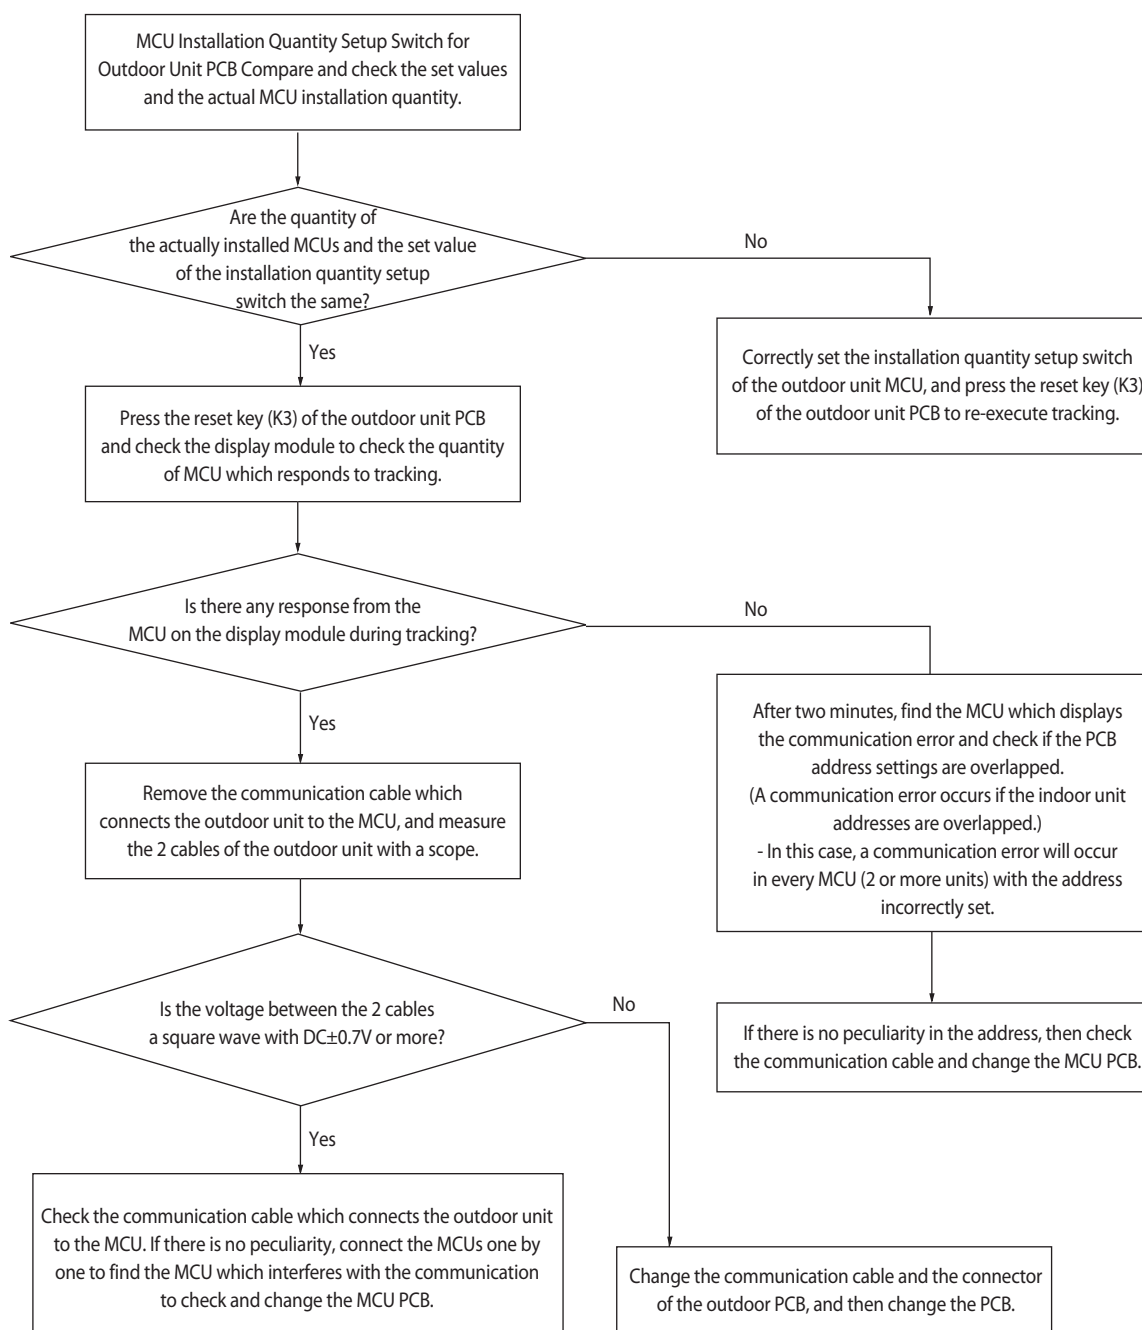 MCU Installation Quantity Setup Switch for
Outdoor Unit PCB Compare and check the set values
and the actual MCU installation quantity.
Are the quantity of
the actually installed MCUs and the set value
of the installation quantity setup
switch the same?
No
Yes
Correctly set the installation quantity setup switch
of the outdoor unit MCU, and press the reset key (K3)
of the outdoor unit PCB to re-execute tracking.
Press the reset key (K3) of the outdoor unit PCB
and check the display module to check the quantity
of MCU which responds to tracking.
Is there any response from the
MCU on the display module during tracking?
No
Yes
After two minutes, find the MCU which displays
the communication error and check if the PCB
address settings are overlapped.
(A communication error occurs if the indoor unit
addresses are overlapped.)
- In this case, a communication error will occur
in every MCU (2 or more units) with the address
incorrectly set.
Remove the communication cable which
connects the outdoor unit to the MCU, and measure
the 2 cables of the outdoor unit with a scope.
Is the voltage between the 2 cables
a square wave with DC±0.7V or more?
No
Yes
If there is no peculiarity in the address, then check
the communication cable and change the MCU PCB.
Check the communication cable which connects the outdoor unit
to the MCU. If there is no peculiarity, connect the MCUs one by
one to find the MCU which interferes with the communication
to check and change the MCU PCB.
Change the communication cable and the connector
of the outdoor PCB, and then change the PCB.